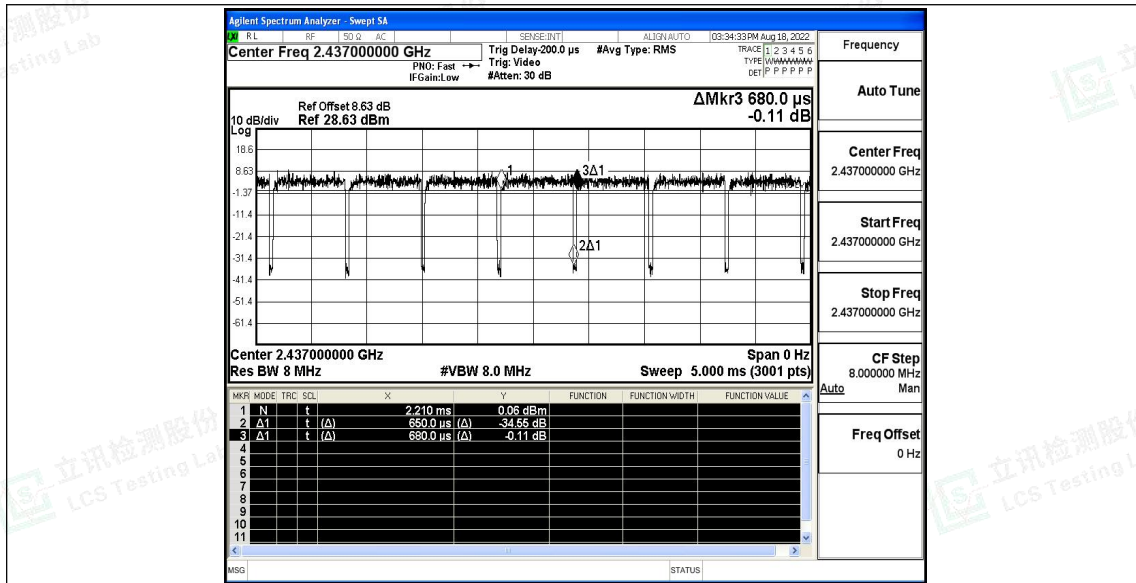 Agilent Spectrum Analyzer - Swept SA
LXI RL RF 50 Ω AC SENSE:INT ALIGN AUTO 03:34:33 PM Aug 18, 2022
Center Freq 2.437000000 GHz
PNO: Fast
IFGain:Low
Trig Delay-200.0 µs
Trig: Video
#Atten: 30 dB
#Avg Type: RMS
TRACE 1 2 3 4 5 6
TYPE WWWWWW
DET P P P P P P
Ref Offset 8.63 dB
10 dB/div Ref 28.63 dBm
Log
ΔMkr3 680.0 µs
-0.11 dB
18.6
8.63
-1.37
-11.4
-21.4
-31.4
-41.4
-51.4
-61.4
1
3Δ1
2Δ1
Center 2.437000000 GHz Span 0 Hz
Res BW 8 MHz #VBW 8.0 MHz Sweep 5.000 ms (3001 pts)
MKR MODE TRC SCL X Y FUNCTION FUNCTION WIDTH FUNCTION VALUE
1 N t 2.210 ms 0.06 dBm
2 Δ1 t (Δ) 650.0 µs (Δ) -34.55 dB
3 Δ1 t (Δ) 680.0 µs (Δ) -0.11 dB
4
5
6
7
8
9
10
11
MSG STATUS
Frequency
Auto Tune
Center Freq
2.437000000 GHz
Start Freq
2.437000000 GHz
Stop Freq
2.437000000 GHz
CF Step
8.000000 MHz
Auto Man
Freq Offset
0 Hz
立讯检测股份
LCS Testing Lab